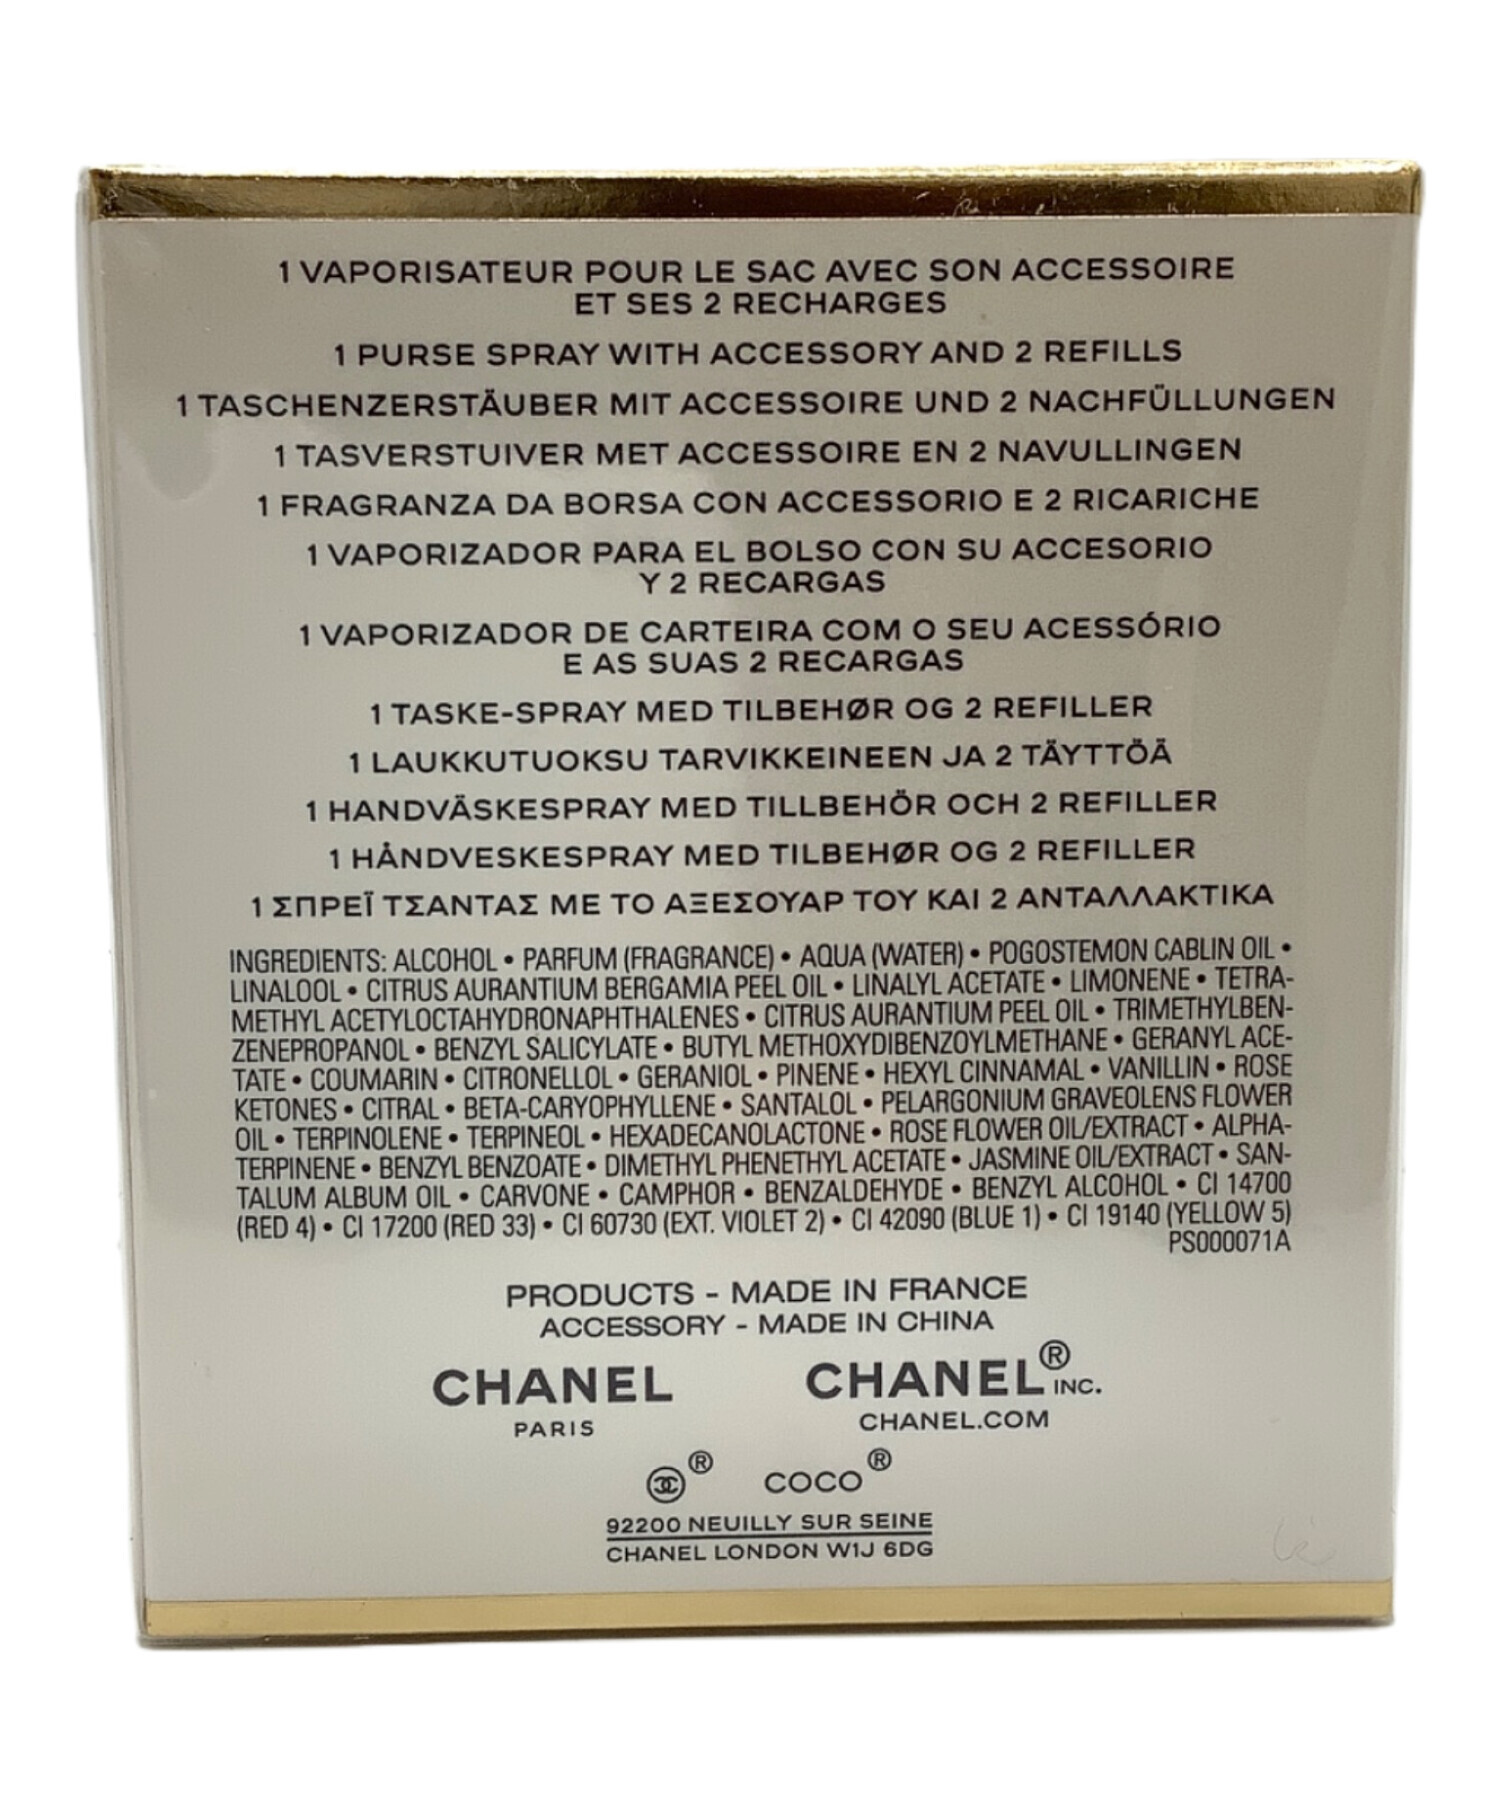 1 VAPORISATEUR POUR LE SAC AVEC SON ACCESSOIRE
ET SES 2 RECHARGES
1 PURSE SPRAY WITH ACCESSORY AND 2 REFILLS
1 TASCHENZERSTÄUBER MIT ACCESSOIRE UND 2 NACHFÜLLUNGEN
1 TASVERSTUIVER MET ACCESSOIRE EN 2 NAVULLINGEN
1 FRAGRANZA DA BORSA CON ACCESSORIO E 2 RICARICHE
1 VAPORIZADOR PARA EL BOLSO CON SU ACCESORIO
Y 2 RECARGAS
1 VAPORIZADOR DE CARTEIRA COM O SEU ACESSÓRIO
E AS SUAS 2 RECARGAS
1 TASKE-SPRAY MED TILBEHØR OG 2 REFILLER
1 LAUKKUTUOKSU TARVIKKEINEEN JA 2 TÄYTTÖÄ
1 HANDVÄSKESPRAY MED TILLBEHÖR OCH 2 REFILLER
1 HÅNDVESKESPRAY MED TILBEHØR OG 2 REFILLER
1 ΣΠΡΕΪ ΤΣΑΝΤΑΣ ΜΕ ΤΟ ΑΞΕΣΟΥΑΡ ΤΟΥ ΚΑΙ 2 ΑΝΤΑΛΛΑΚΤΙΚΑ
INGREDIENTS: ALCOHOL • PARFUM (FRAGRANCE) • AQUA (WATER) • POGOSTEMON CABLIN OIL •
LINALOOL • CITRUS AURANTIUM BERGAMIA PEEL OIL • LINALYL ACETATE • LIMONENE • TETRA-
METHYL ACETYLOCTAHYDRONAPHTHALENES • CITRUS AURANTIUM PEEL OIL • TRIMETHYLBEN-
ZENEPROPANOL • BENZYL SALICYLATE • BUTYL METHOXYDIBENZOYLMETHANE • GERANYL ACE-
TATE • COUMARIN • CITRONELLOL • GERANIOL • PINENE • HEXYL CINNAMAL • VANILLIN • ROSE
KETONES • CITRAL • BETA-CARYOPHYLLENE • SANTALOL • PELARGONIUM GRAVEOLENS FLOWER
OIL • TERPINOLENE • TERPINEOL • HEXADECANOLACTONE • ROSE FLOWER OIL/EXTRACT • ALPHA-
TERPINENE • BENZYL BENZOATE • DIMETHYL PHENETHYL ACETATE • JASMINE OIL/EXTRACT • SAN-
TALUM ALBUM OIL • CARVONE • CAMPHOR • BENZALDEHYDE • BENZYL ALCOHOL • CI 14700
(RED 4) • CI 17200 (RED 33) • CI 60730 (EXT. VIOLET 2) • CI 42090 (BLUE 1) • CI 19140 (YELLOW 5)
PS000071A
PRODUCTS - MADE IN FRANCE
ACCESSORY - MADE IN CHINA
CHANEL CHANEL® INC.
PARIS CHANEL.COM
® COCO®
92200 NEUILLY SUR SEINE
CHANEL LONDON W1J 6DG